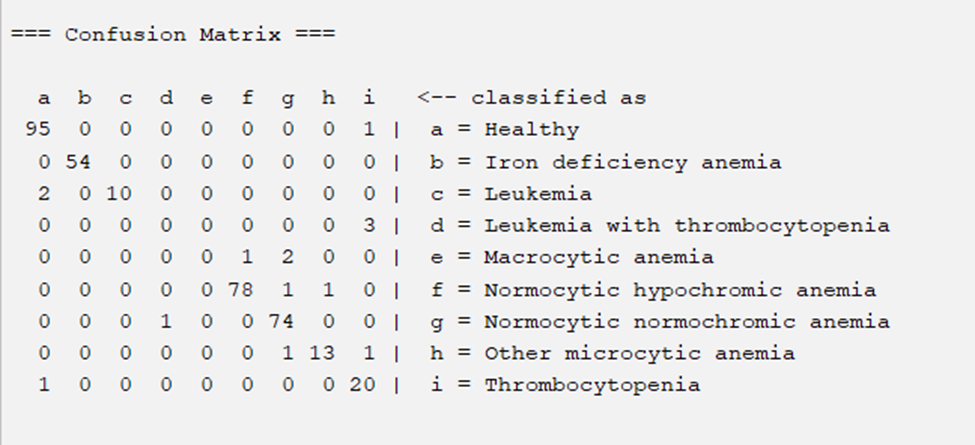 === Confusion Matrix ===
a b c d e f g h i <-- classified as
95 0 0 0 0 0 0 0 1 | a = Healthy
0 54 0 0 0 0 0 0 0 | b = Iron deficiency anemia
2 0 10 0 0 0 0 0 0 | c = Leukemia
0 0 0 0 0 0 0 0 3 | d = Leukemia with thrombocytopenia
0 0 0 0 0 1 2 0 0 | e = Macrocytic anemia
0 0 0 0 0 78 1 1 0 | f = Normocytic hypochromic anemia
0 0 0 1 0 0 74 0 0 | g = Normocytic normochromic anemia
0 0 0 0 0 0 1 13 1 | h = Other microcytic anemia
1 0 0 0 0 0 0 0 20 | i = Thrombocytopenia